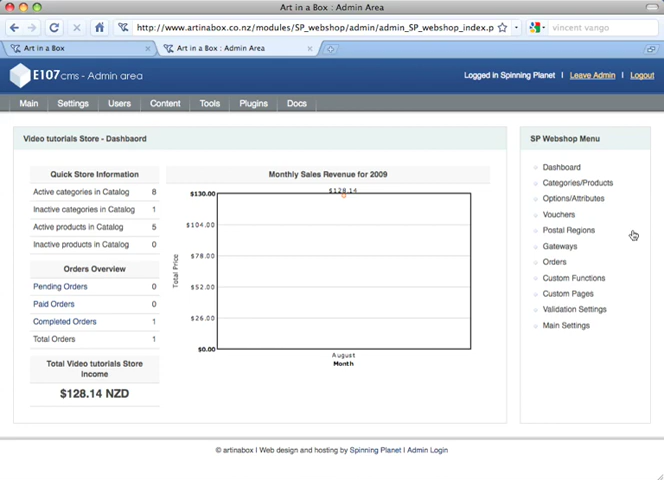 Art in a Box : Admin Area
http://www.artinabox.co.nz/modules/SP_webshop/admin/admin_SP_webshop_index.p
vincent vango
Art in a Box
Art in a Box : Admin Area
E107cms - Admin area
Logged in Spinning Planet | Leave Admin | Logout
Main Settings Users Content Tools Plugins Docs
Video tutorials Store - Dashbaord
Quick Store Information
Active categories in Catalog 8
Inactive categories in Catalog 1
Active products in Catalog 5
Inactive products in Catalog 0
Orders Overview
Pending Orders 0
Paid Orders 0
Completed Orders 1
Total Orders 1
Total Video tutorials Store
Income
$128.14 NZD
Monthly Sales Revenue for 2009
$128.14
$130.00
$104.00
$78.00
$52.00
$26.00
$0.00
Total Price
August
Month
SP Webshop Menu
Dashboard
Categories/Products
Options/Attributes
Vouchers
Postal Regions
Gateways
Orders
Custom Functions
Custom Pages
Validation Settings
Main Settings
© artinabox | Web design and hosting by Spinning Planet | Admin Login